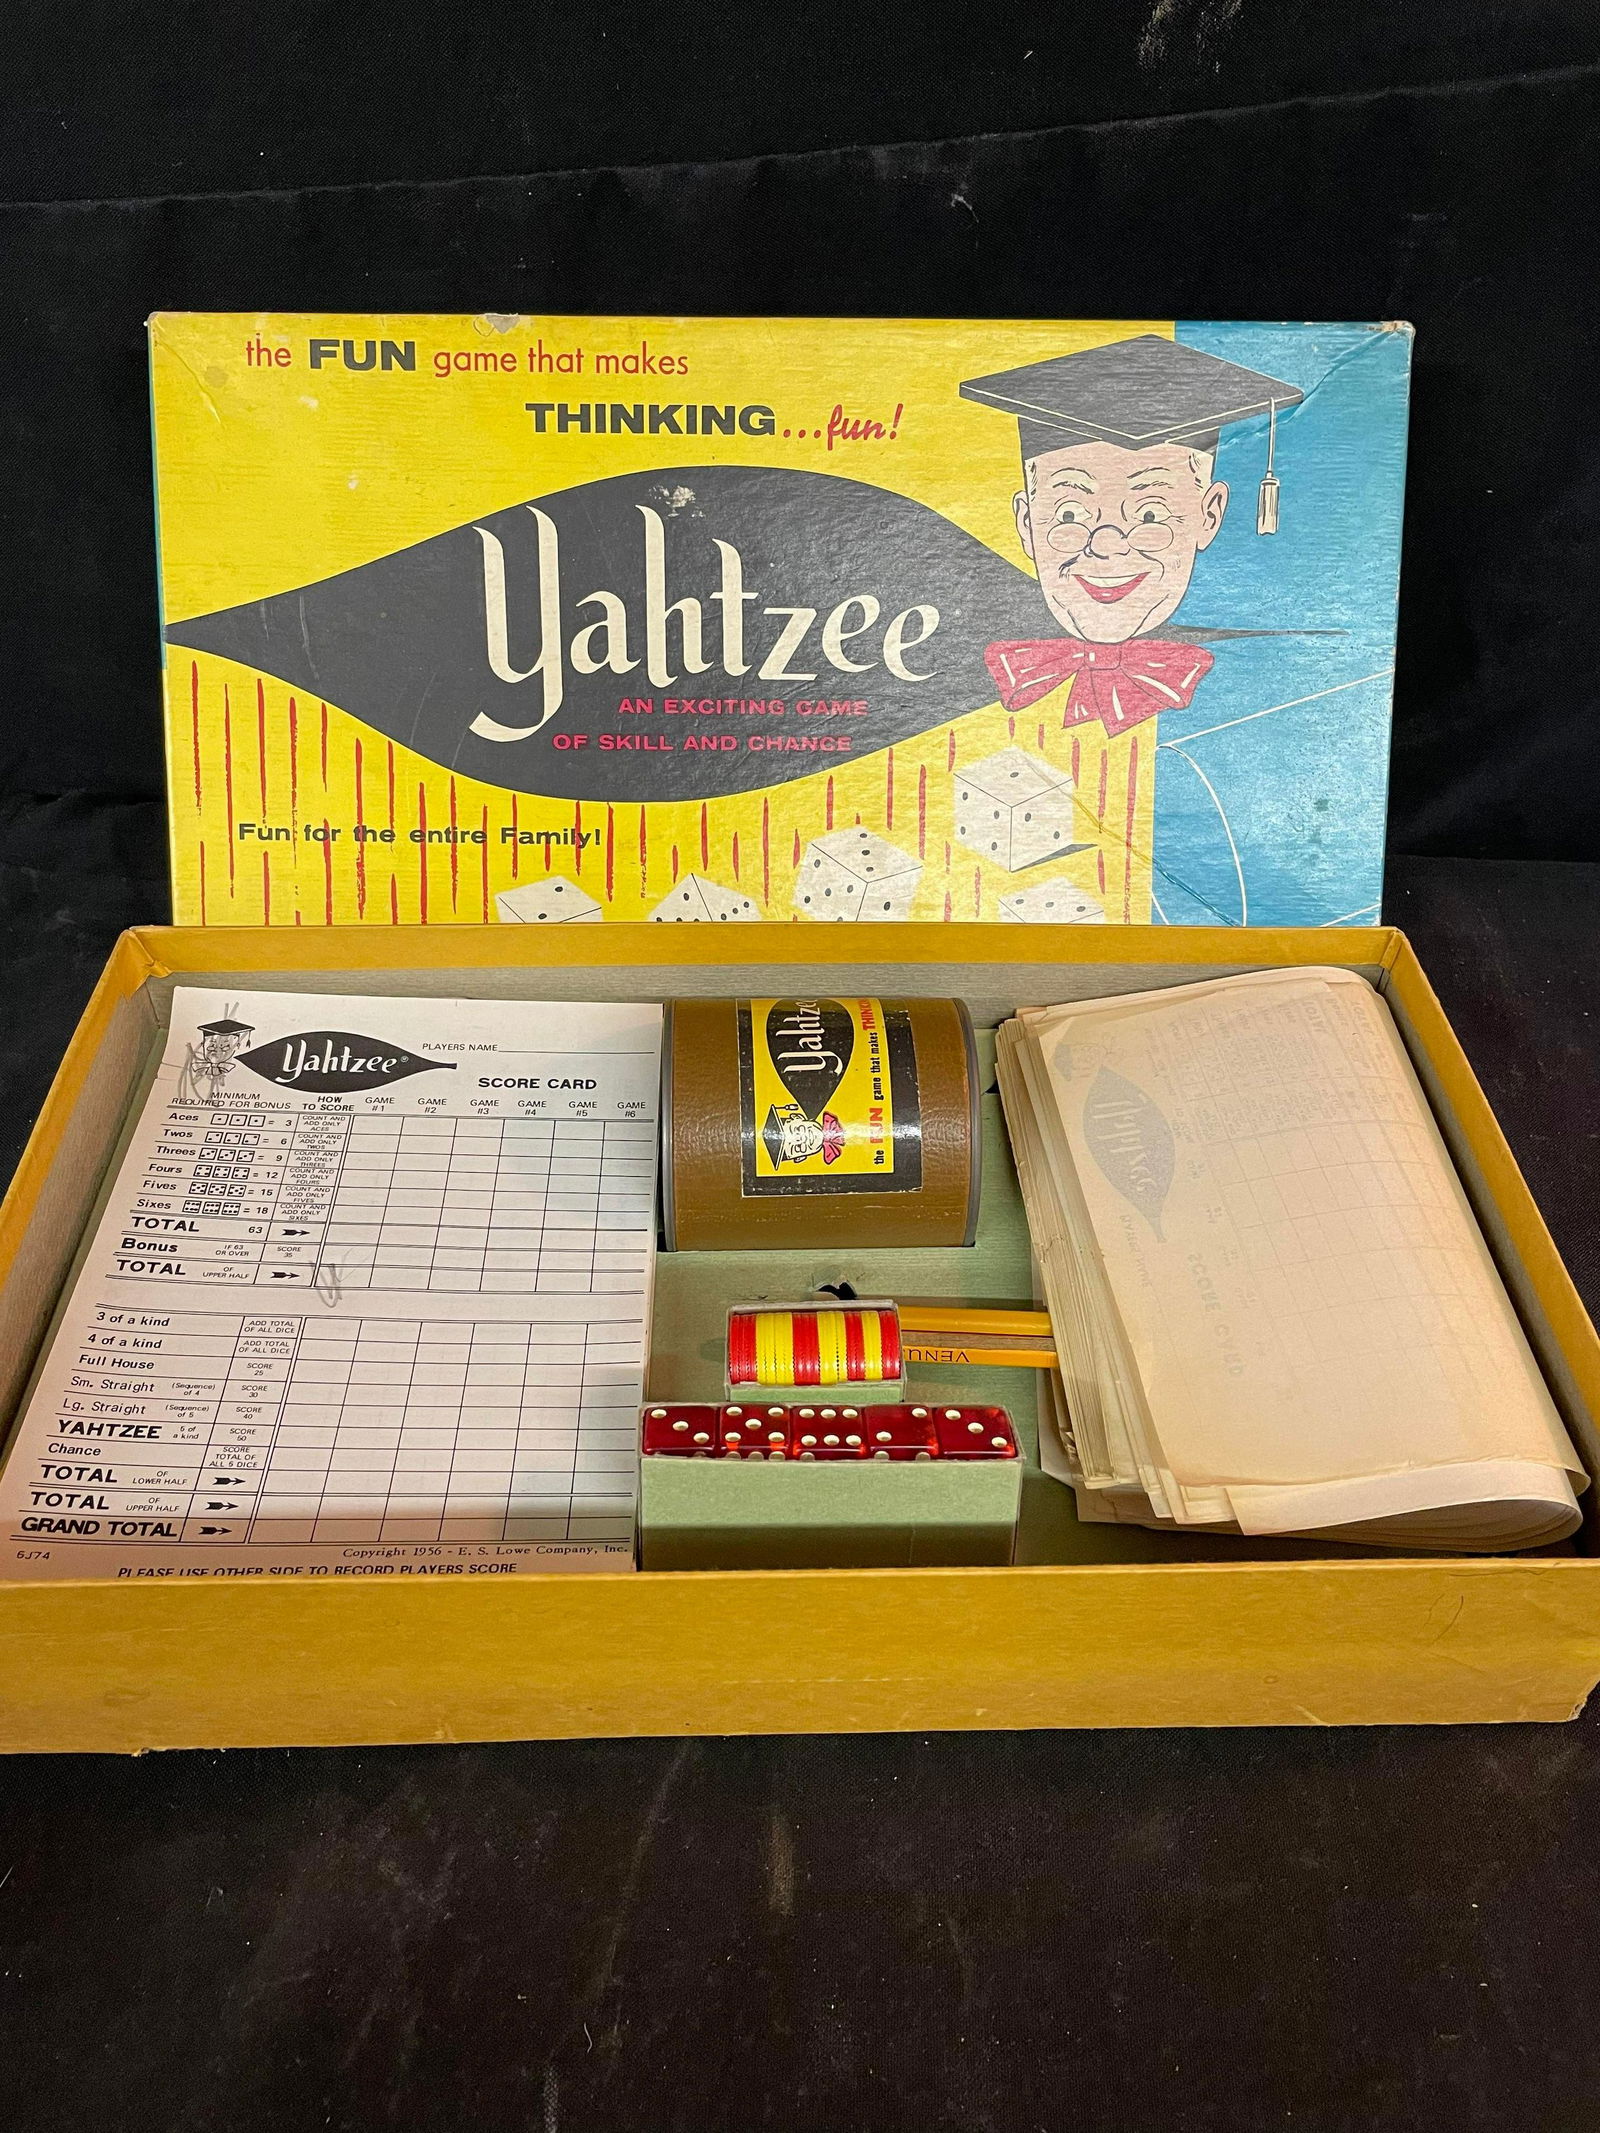 the FUN game that makes
THINKING...fun!
Yahtzee
AN EXCITING GAME
OF SKILL AND CHANCE
Fun for the entire Family!
Yahtzee®
PLAYERS NAME
SCORE CARD
MINIMUM REQUIRED FOR BONUS HOW TO SCORE GAME #1 GAME #2 GAME #3 GAME #4 GAME #5 GAME #6
Aces = 3 COUNT AND ADD ONLY ACES
Twos = 6 COUNT AND ADD ONLY TWOS
Threes = 9 COUNT AND ADD ONLY THREES
Fours = 12 COUNT AND ADD ONLY FOURS
Fives = 15 COUNT AND ADD ONLY FIVES
Sixes = 18 COUNT AND ADD ONLY SIXES
TOTAL 63
Bonus IF 63 OR OVER SCORE 35
TOTAL OF UPPER HALF
3 of a kind ADD TOTAL OF ALL DICE
4 of a kind ADD TOTAL OF ALL DICE
Full House SCORE 25
Sm. Straight (Sequence) of 4 SCORE 30
Lg. Straight (Sequence) of 5 SCORE 40
YAHTZEE 5 of a kind SCORE 50
Chance SCORE TOTAL OF ALL 5 DICE
TOTAL OF LOWER HALF
TOTAL OF UPPER HALF
GRAND TOTAL
6J74
Copyright 1956 - E. S. Lowe Company, Inc.
PLEASE USE OTHER SIDE TO RECORD PLAYERS SCORE
Yahtzee
the FUN game that makes THINK
VENU
SCORE